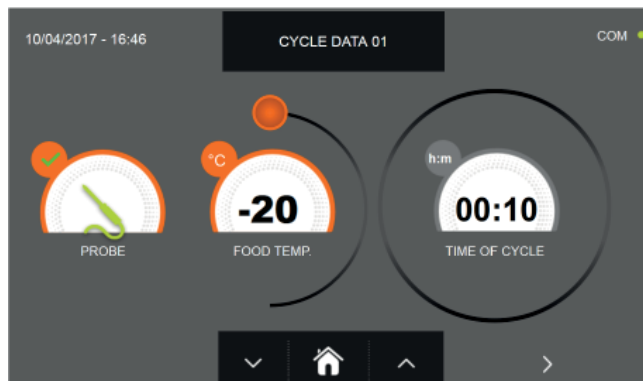 10/04/2017 - 16:46
CYCLE DATA 01
COM
°C
h:m
-20
00:10
PROBE
FOOD TEMP.
TIME OF CYCLE